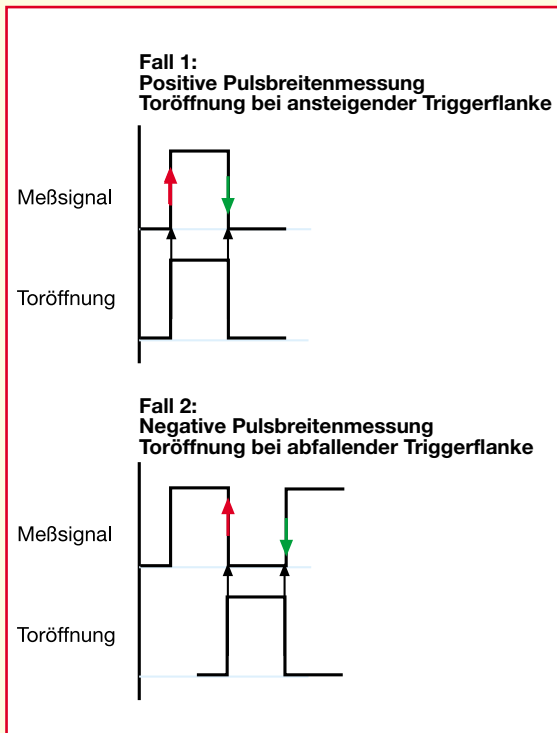 Fall 1:
Positive Pulsbreitenmessung
Toröffnung bei ansteigender Triggerflanke
Meßsignal
Toröffnung
Fall 2:
Negative Pulsbreitenmessung
Toröffnung bei abfallender Triggerflanke
Meßsignal
Toröffnung